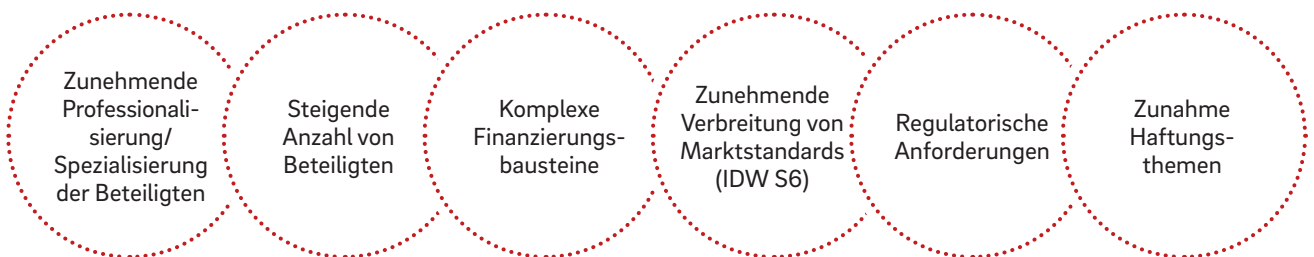 Zunehmende
Professionali-
sierung/
Spezialisierung
der Beteiligten
Steigende
Anzahl von
Beteiligten
Komplexe
Finanzierungs-
bausteine
Zunehmende
Verbreitung von
Marktstandards
(IDW S6)
Regulatorische
Anforderungen
Zunahme
Haftungs-
themen